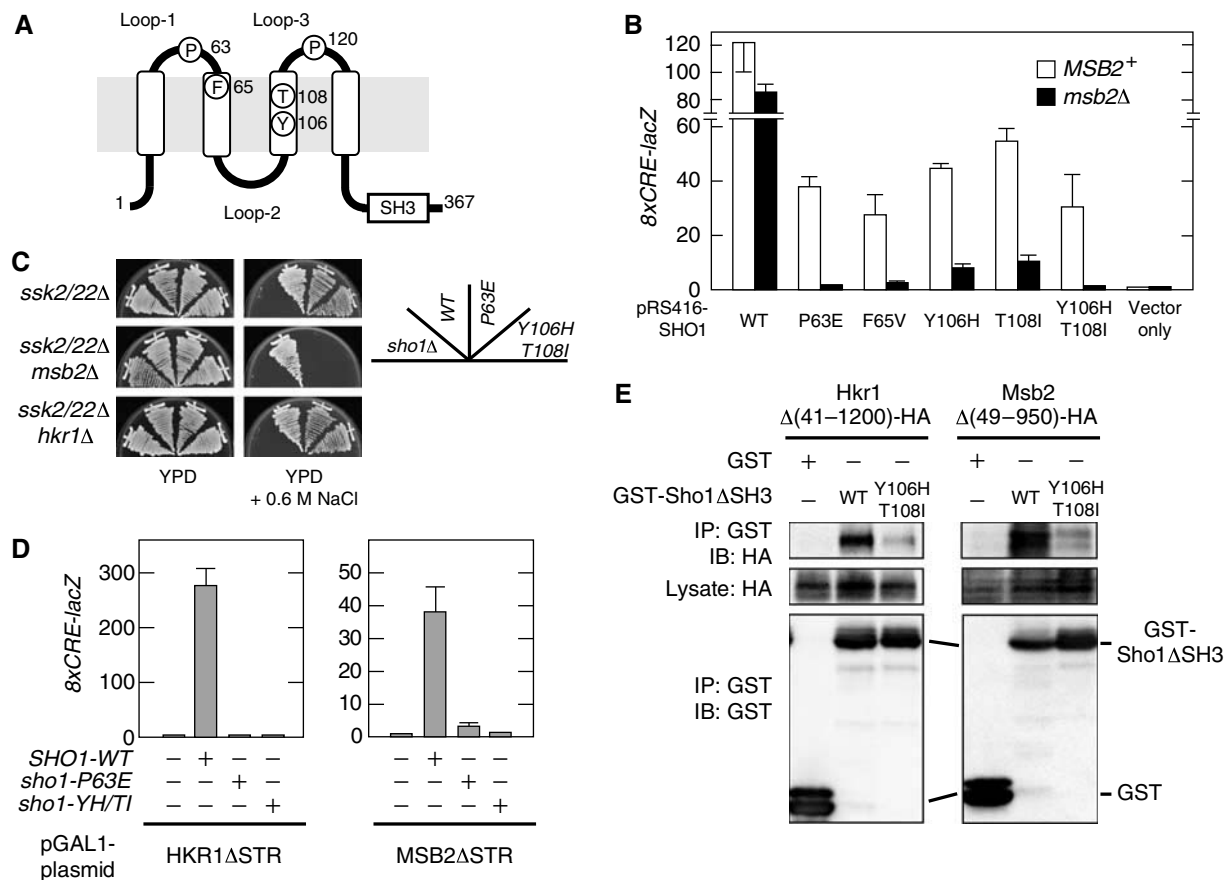 A
Loop-1
Loop-3
P 63
P 120
F 65
T 108
Y 106
1
Loop-2
SH3
367
B
8xCRE-lacZ
120
100
80
60
40
20
0
MSB2+
msb2Δ
pRS416-
SHO1
WT
P63E
F65V
Y106H
T108I
Y106H
T108I
Vector
only
C
ssk2/22Δ
ssk2/22Δ
msb2Δ
ssk2/22Δ
hkr1Δ
YPD
YPD
+ 0.6 M NaCl
sho1Δ
WT
P63E
Y106H
T108I
D
8xCRE-lacZ
300
200
100
0
50
40
30
20
10
0
SHO1-WT – + – – – + – –
sho1-P63E – – + – – – + –
sho1-YH/TI – – – + – – – +
pGAL1-
plasmid
HKR1ΔSTR
MSB2ΔSTR
E
Hkr1
Δ(41–1200)-HA
Msb2
Δ(49–950)-HA
GST + – – + – –
GST-Sho1ΔSH3 – WT Y106H T108I – WT Y106H T108I
IP: GST
IB: HA
Lysate: HA
IP: GST
IB: GST
GST-
Sho1ΔSH3
GST